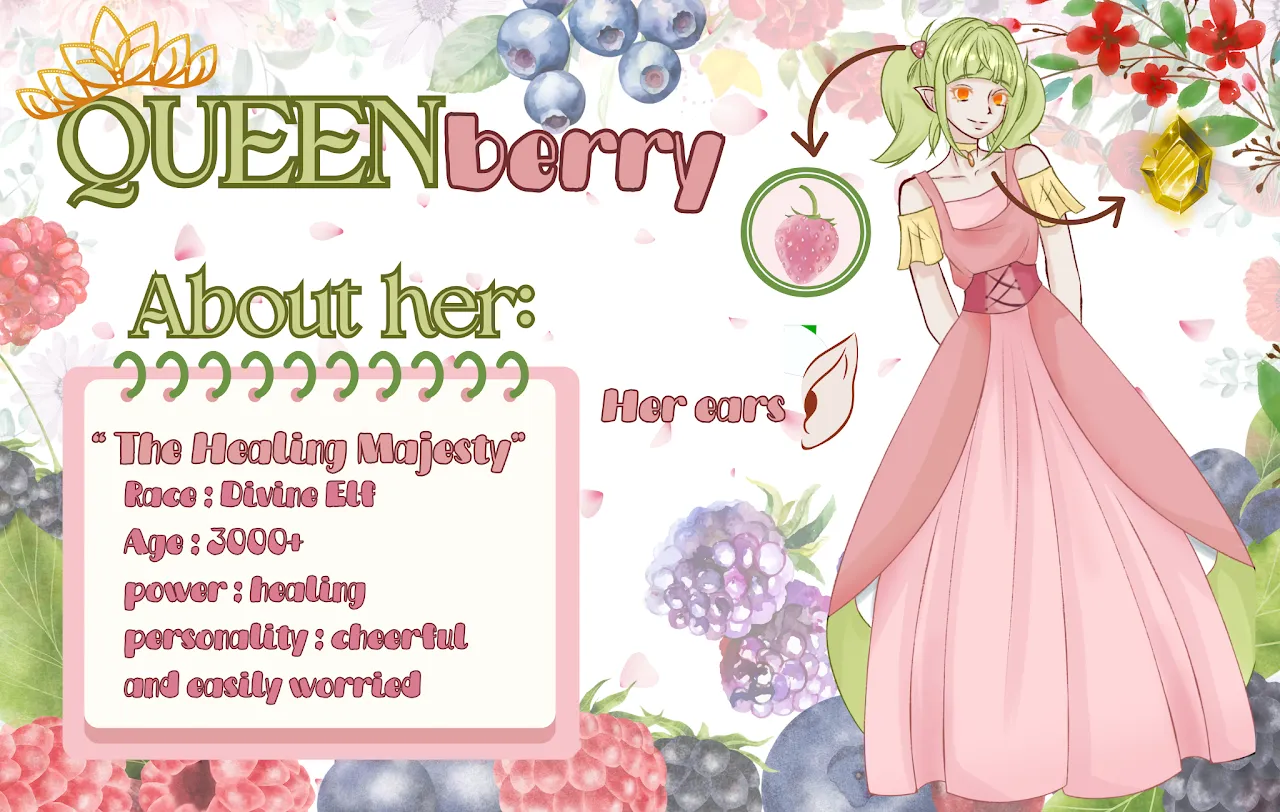 QUEENberry
About her:
“ The Healing Majesty”
Race : Divine Elf
Age : 3000+
power : healing
personality : cheerful
and easily worried
Her ears